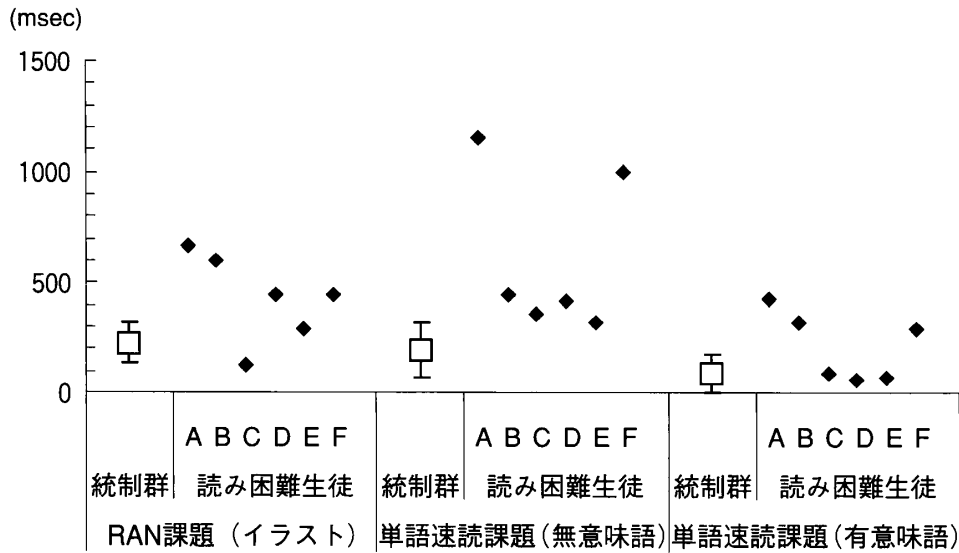 (msec)
1500
1000
500
0
A B C D E F A B C D E F A B C D E F
統制群 読み困難生徒 統制群 読み困難生徒 統制群 読み困難生徒
RAN課題（イラスト） 単語速読課題(無意味語) 単語速読課題(有意味語)